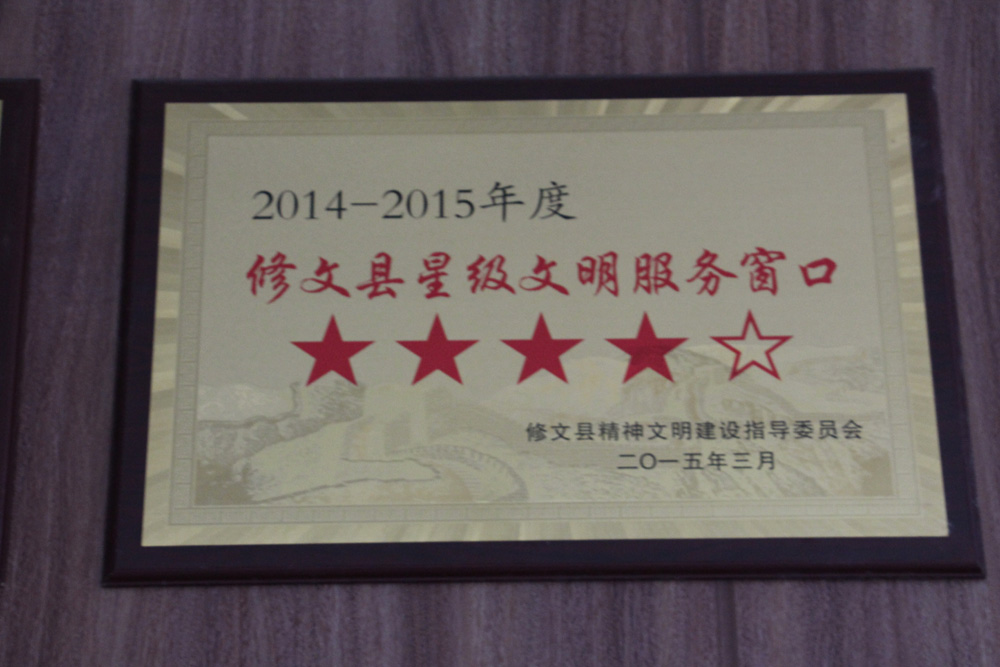 2014-2015年度
修文县星级文明服务窗口
修文县精神文明建设指导委员会
二〇一五年三月